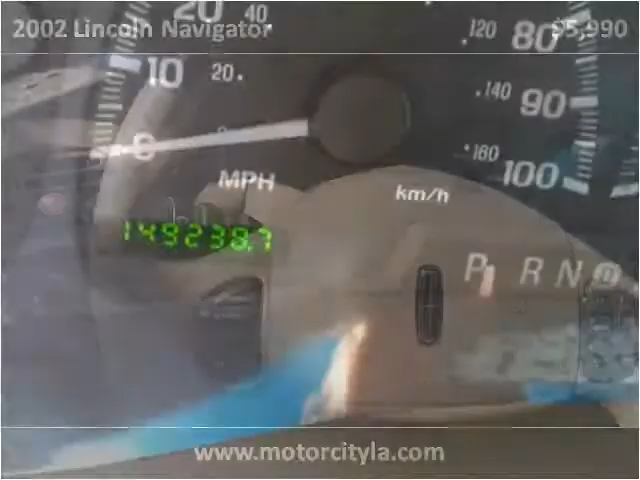 2002 Lincoln Navigator $5,990
20 40. .120 80
10 20. .140 90
0 .160 100
MPH km/h
149238.7
P R N D
www.motorcityla.com